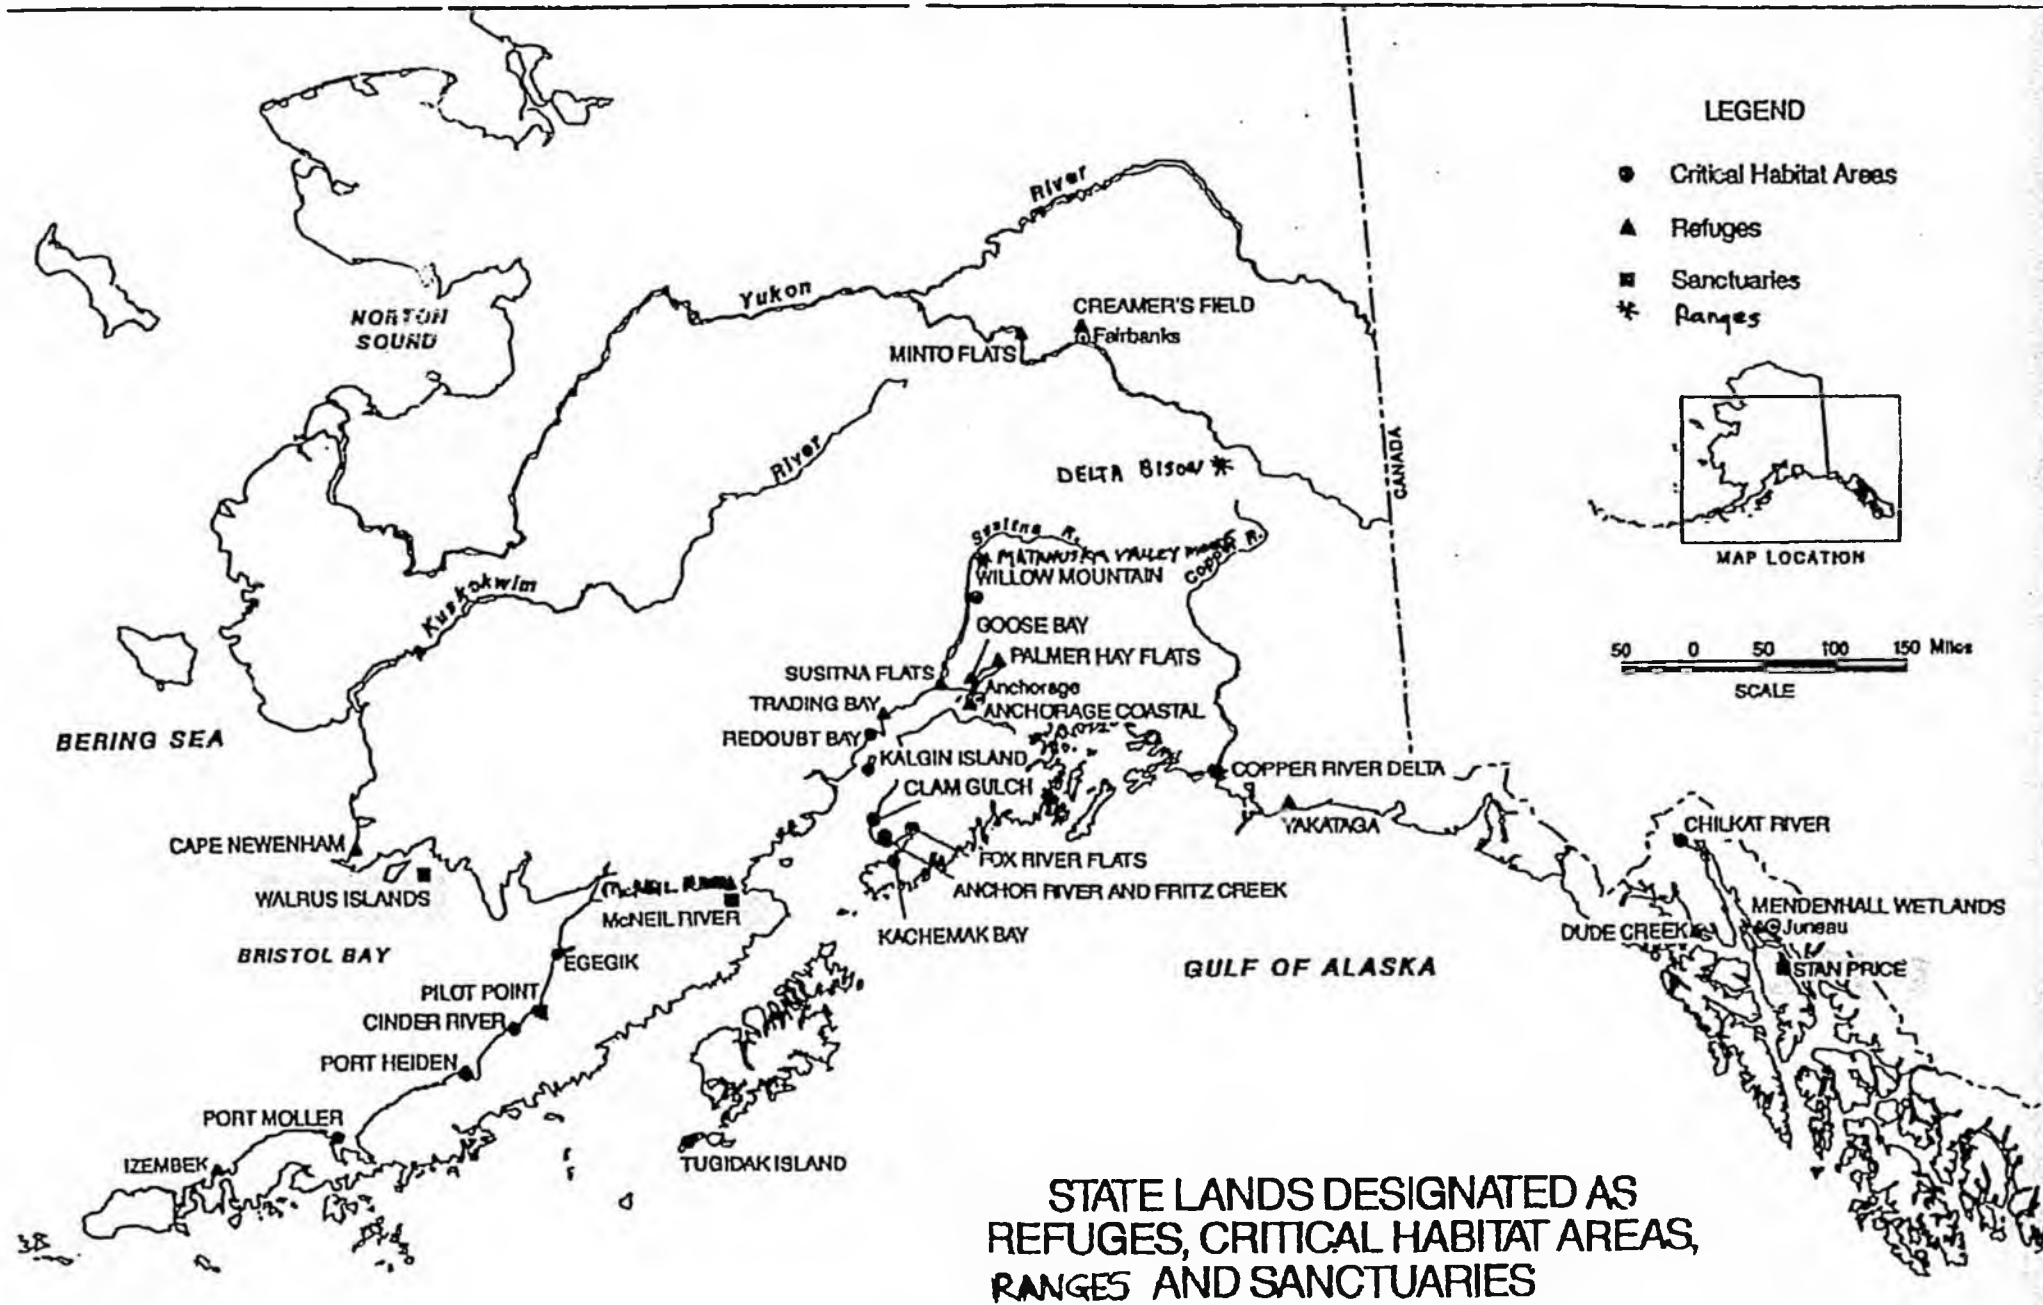 LEGEND
Critical Habitat Areas
Refuges
Sanctuaries
Ranges
MAP LOCATION
50 0 50 100 150 Miles
SCALE
River
Yukon
NORTON
SOUND
CREAMER'S FIELD
Fairbanks
MINTO FLATS
River
CANADA
DELTA BISON
Susitna R.
MATANUSKA VALLEY MOOSE
Copper R.
WILLOW MOUNTAIN
Kuskokwim
GOOSE BAY
PALMER HAY FLATS
SUSITNA FLATS
Anchorage
TRADING BAY
ANCHORAGE COASTAL
REDOUBT BAY
BERING SEA
KALGIN ISLAND
COPPER RIVER DELTA
CLAM GULCH
YAKATAGA
CHILKAT RIVER
CAPE NEWENHAM
FOX RIVER FLATS
McNEIL RIVER
WALRUS ISLANDS
ANCHOR RIVER AND FRITZ CREEK
McNEIL RIVER
MENDENHALL WETLANDS
Juneau
DUDE CREEK
KACHEMAK BAY
BRISTOL BAY
EGEGIK
GULF OF ALASKA
STAN PRICE
PILOT POINT
CINDER RIVER
PORT HEIDEN
PORT MOLLER
IZEMBEK
TUGIDAK ISLAND
STATE LANDS DESIGNATED AS
REFUGES, CRITICAL HABITAT AREAS,
RANGES AND SANCTUARIES